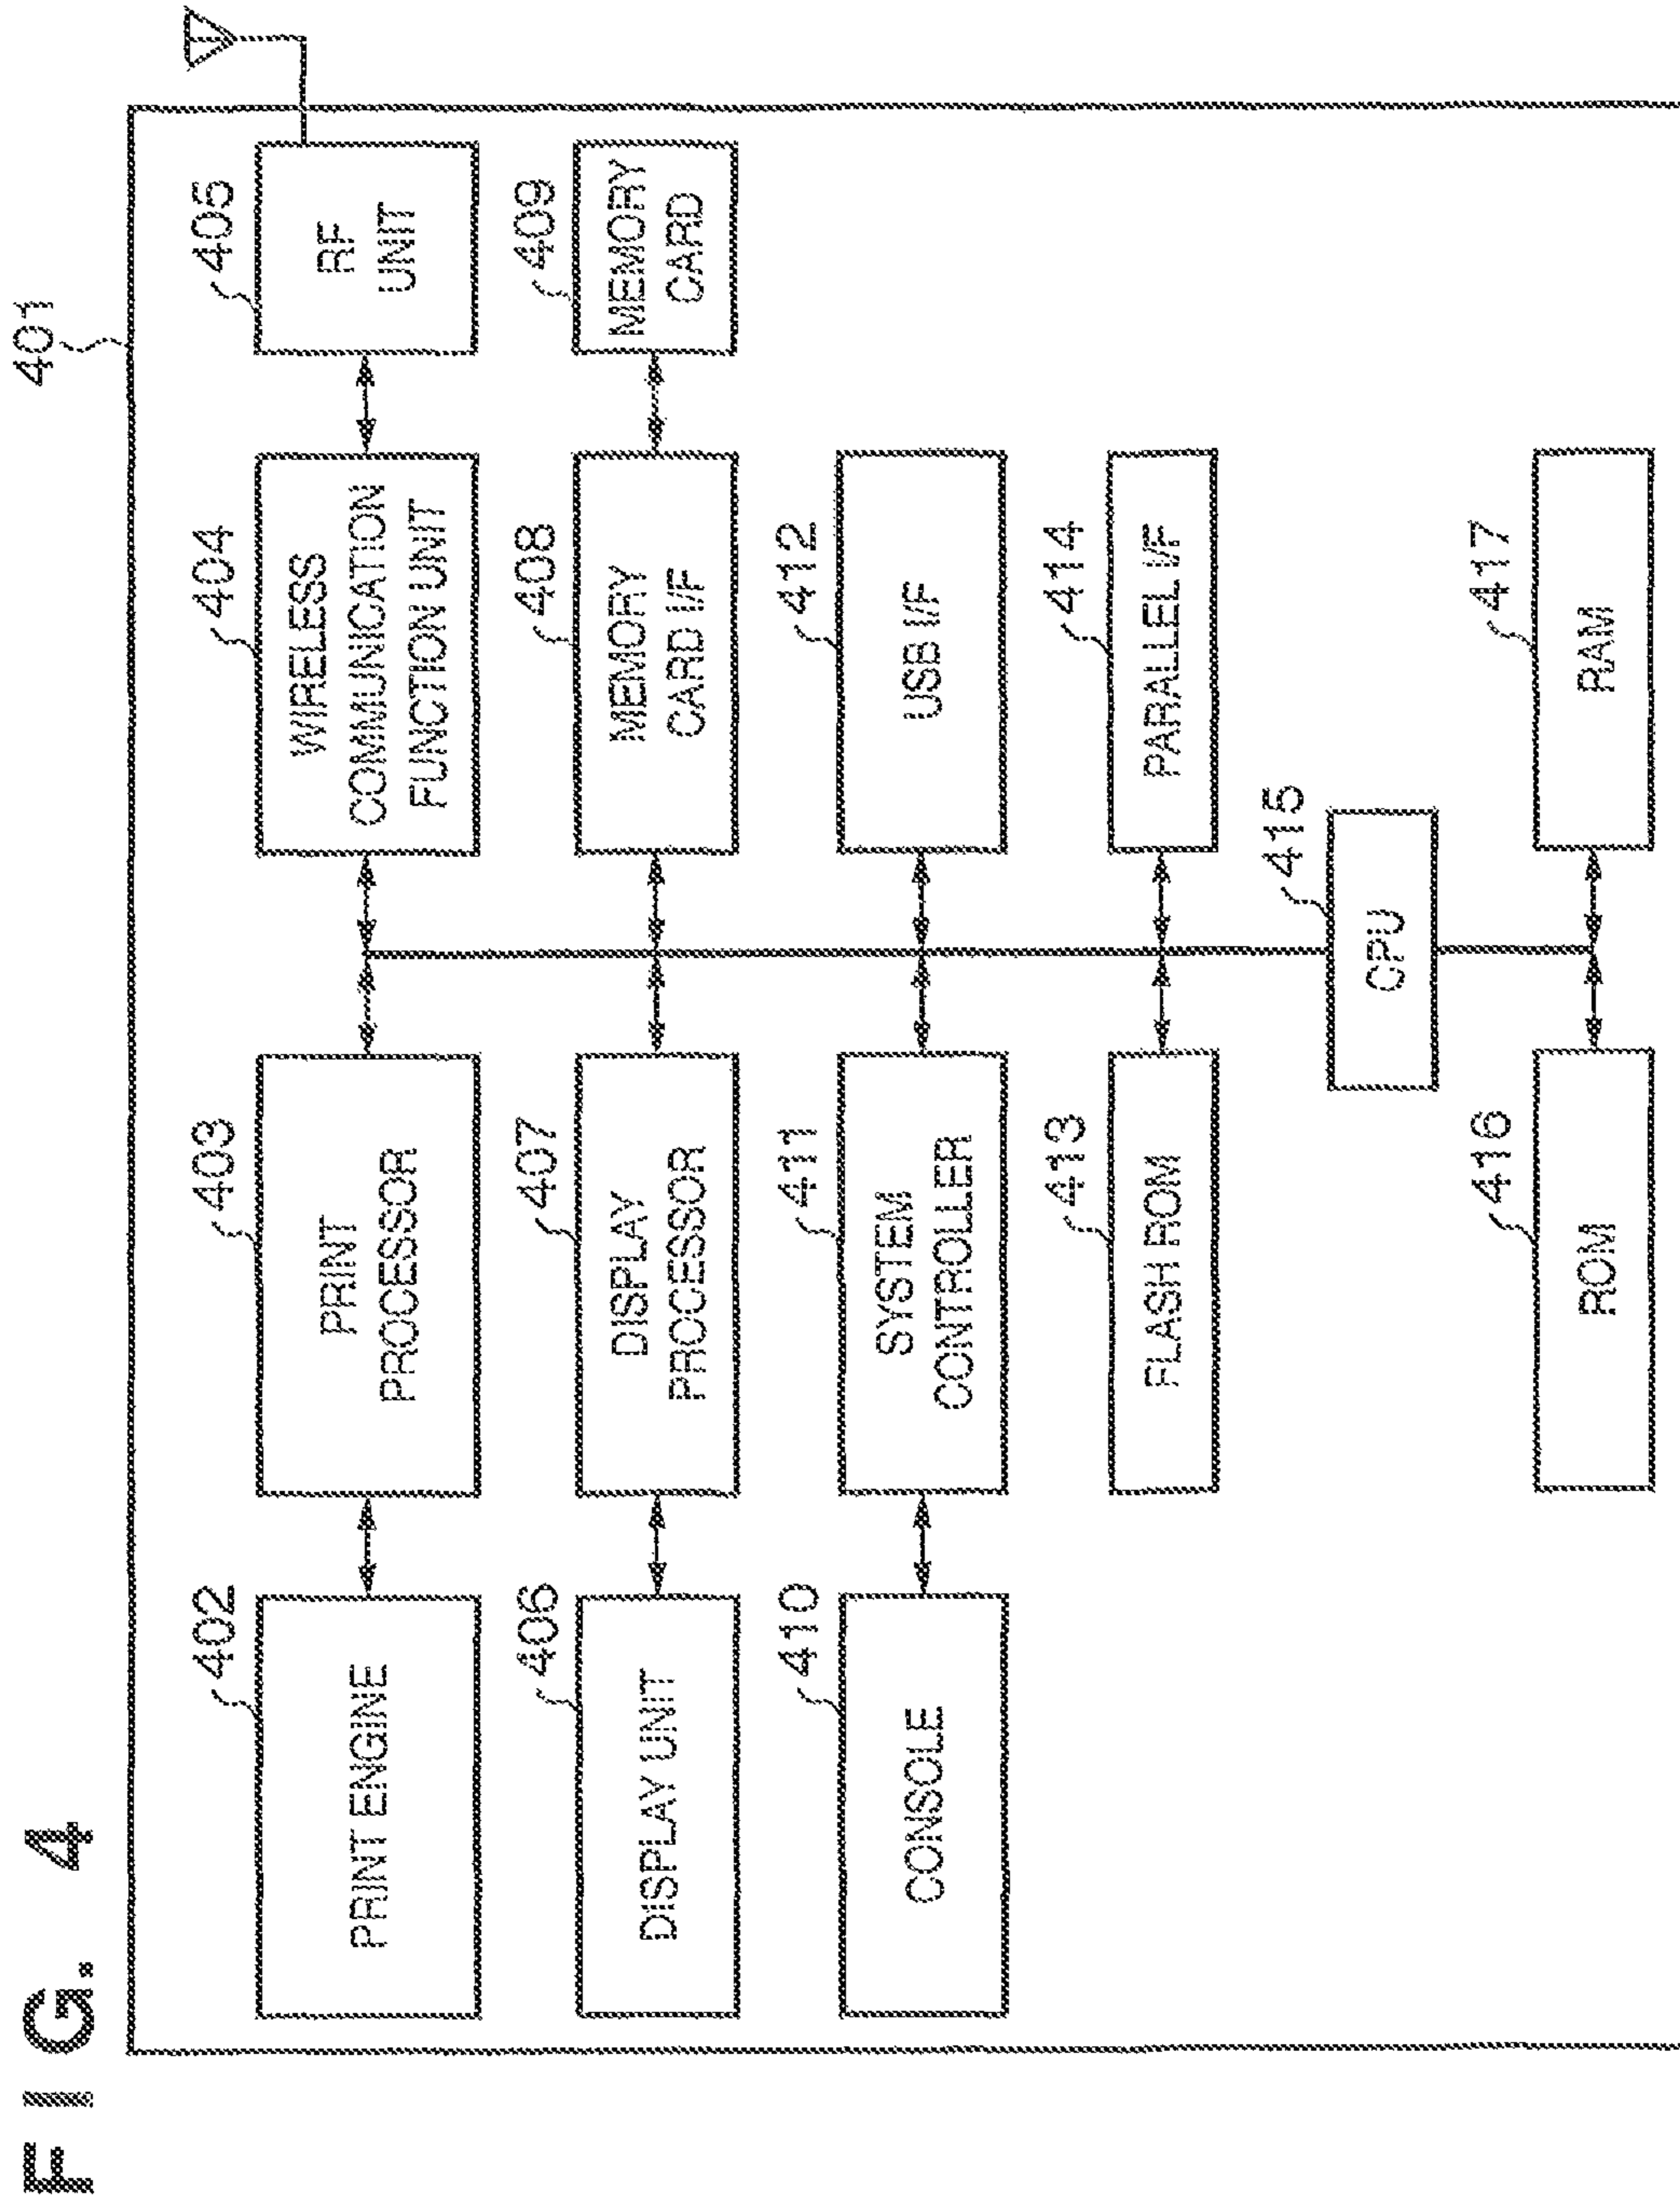 FIG. 4
401
402
PRINT ENGINE
403
PRINT
PROCESSOR
404
WIRELESS
COMMUNICATION
FUNCTION UNIT
405
RF
UNIT
406
DISPLAY UNIT
407
DISPLAY
PROCESSOR
408
MEMORY
CARD I/F
409
MEMORY
CARD
410
CONSOLE
411
SYSTEM
CONTROLLER
412
USB I/F
413
FLASH ROM
414
PARALLEL I/F
415
CPU
416
ROM
417
RAM